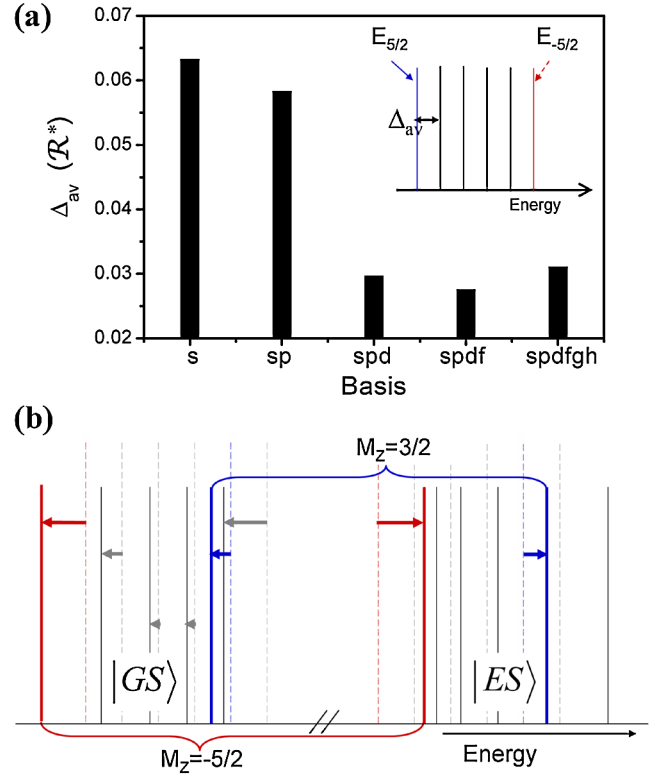 (a)
0.07
0.06
0.05
0.04
0.03
0.02
Δav (ℛ*)
E5/2
E-5/2
Δav
Energy
s
sp
spd
spdf
spdfgh
Basis
(b)
Mz=3/2
|GS⟩
|ES⟩
Mz=-5/2
Energy